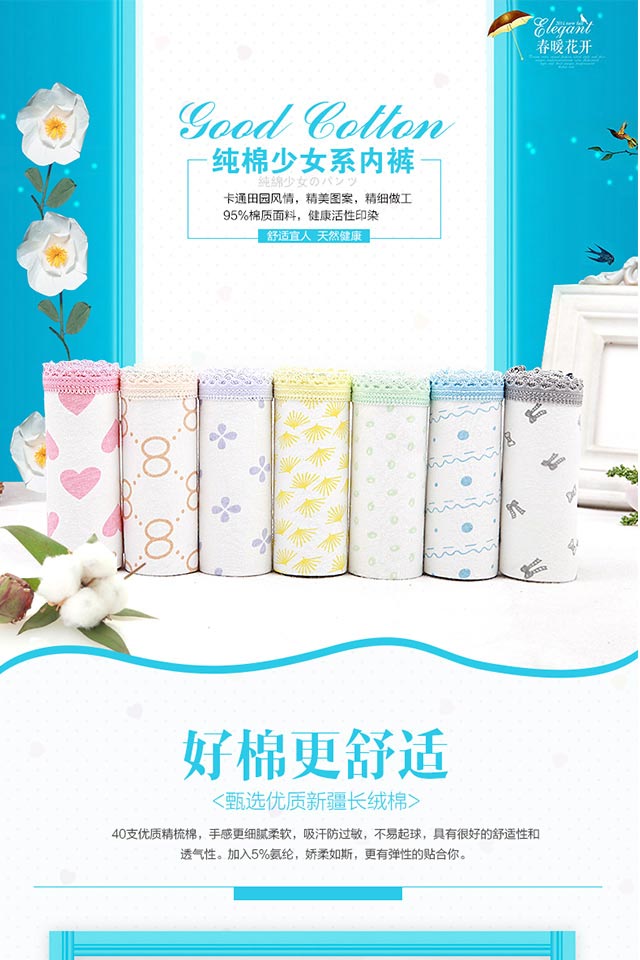 2014 new fall
Elegant
春暖花开
Good Cotton
纯棉少女系内裤
纯綿少女のパンツ
卡通田园风情，精美图案，精细做工
95%棉质面料，健康活性印染
舒适宜人 天然健康
好棉更舒适
<甄选优质新疆长绒棉>
40支优质精梳棉，手感更细腻柔软，吸汗防过敏，不易起球，具有很好的舒适性和
透气性。加入5%氨纶，娇柔如斯，更有弹性的贴合你。